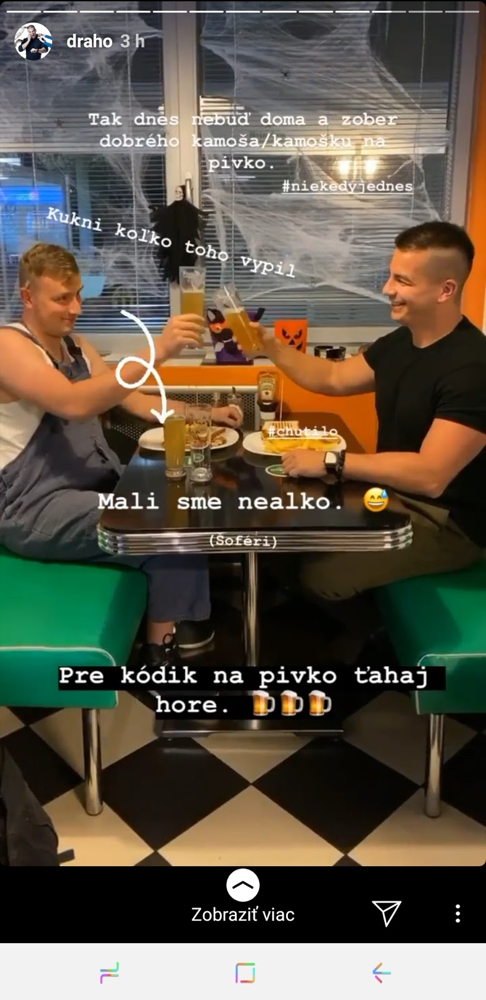 draho 3 h
Tak dnes nebuď doma a zober
dobrého kamoša/kamošku na
pivko.
#niekedyjednes
Kukni koľko toho vypil
#chutilo
Mali sme nealko. 😅
(Šoféri)
Pre kódik na pivko ťahaj
hore. 🍺🍺🍺
Zobraziť viac